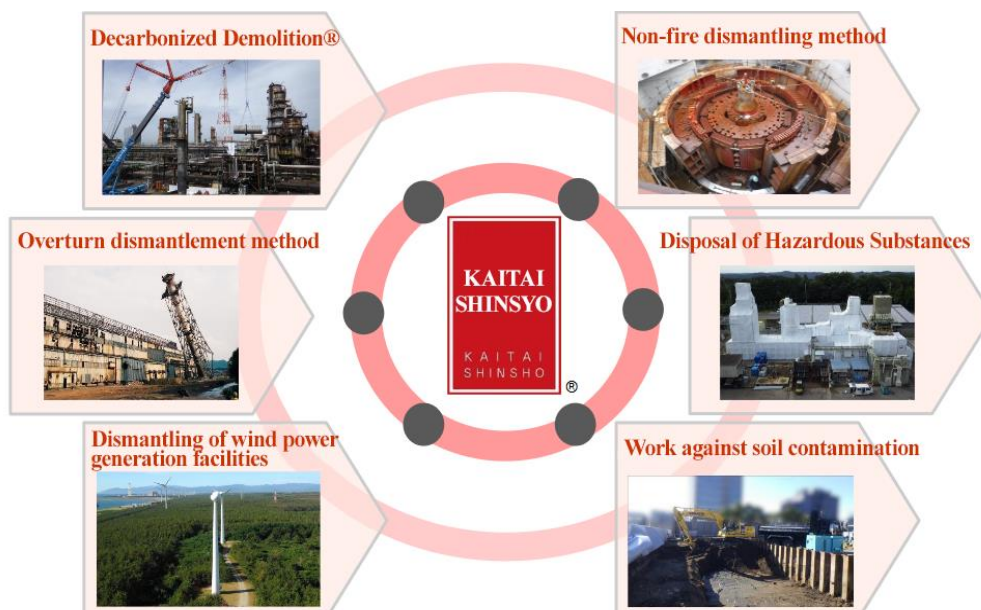 Decarbonized Demolition®
Non-fire dismantling method
Overturn dismantlement method
KAITAI
SHINSYO
KAITAI
SHINSHO
®
Disposal of Hazardous Substances
Dismantling of wind power
generation facilities
Work against soil contamination